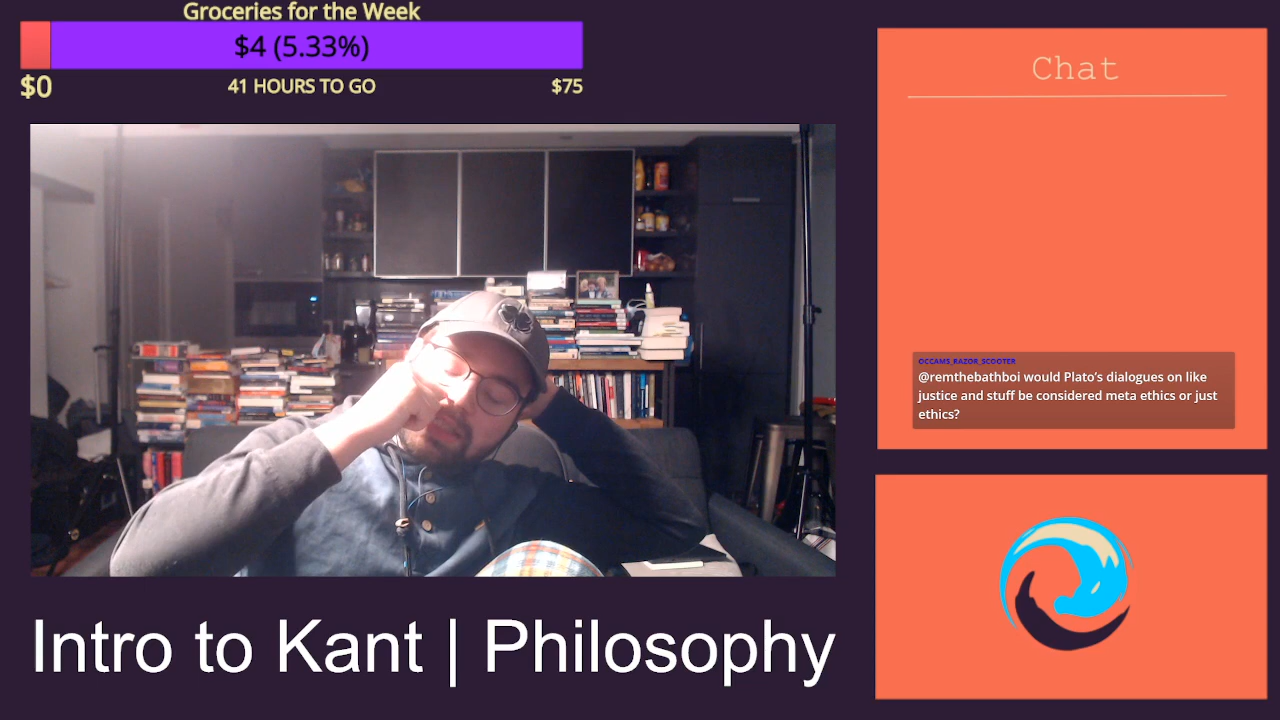 Groceries for the Week
$4 (5.33%)
$0
41 HOURS TO GO
$75
Chat
OCCAMS_RAZOR_SCOOTER
@remthebathboi would Plato's dialogues on like
justice and stuff be considered meta ethics or just
ethics?
Intro to Kant | Philosophy